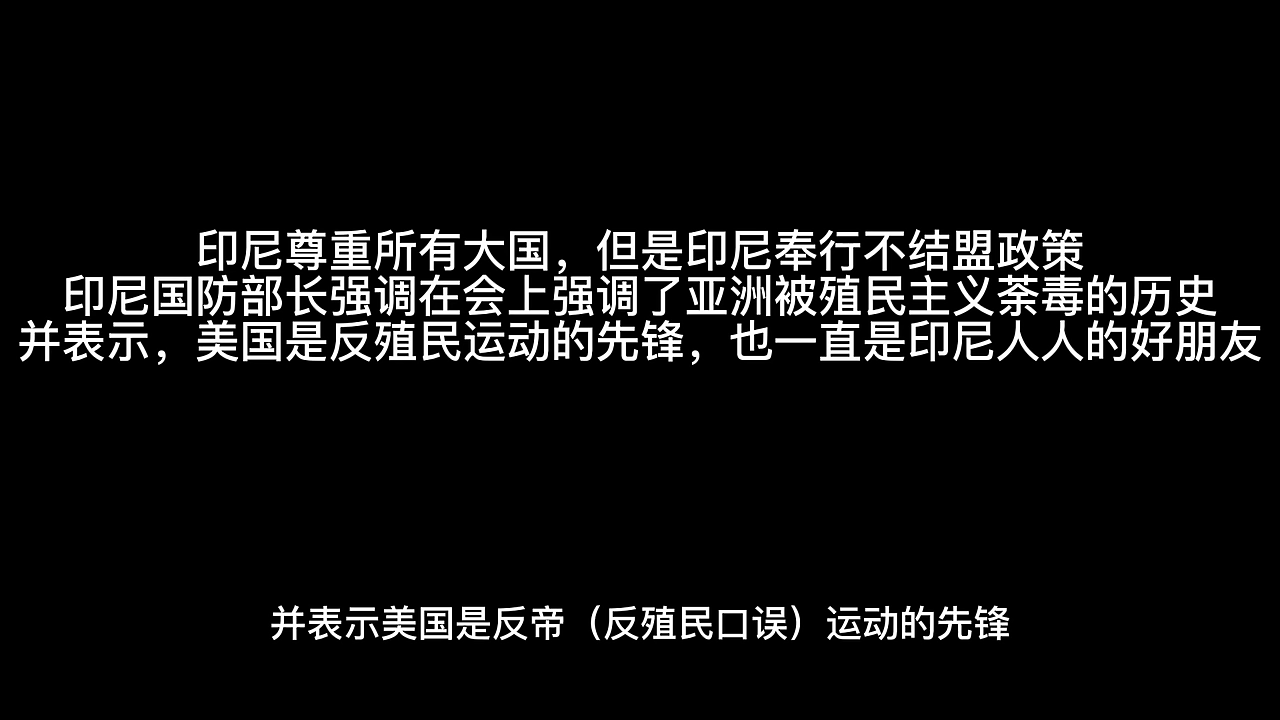 印尼尊重所有大国，但是印尼奉行不结盟政策
印尼国防部长强调在会上强调了亚洲被殖民主义荼毒的历史
并表示，美国是反殖民运动的先锋，也一直是印尼人人的好朋友
并表示美国是反帝（反殖民口误）运动的先锋